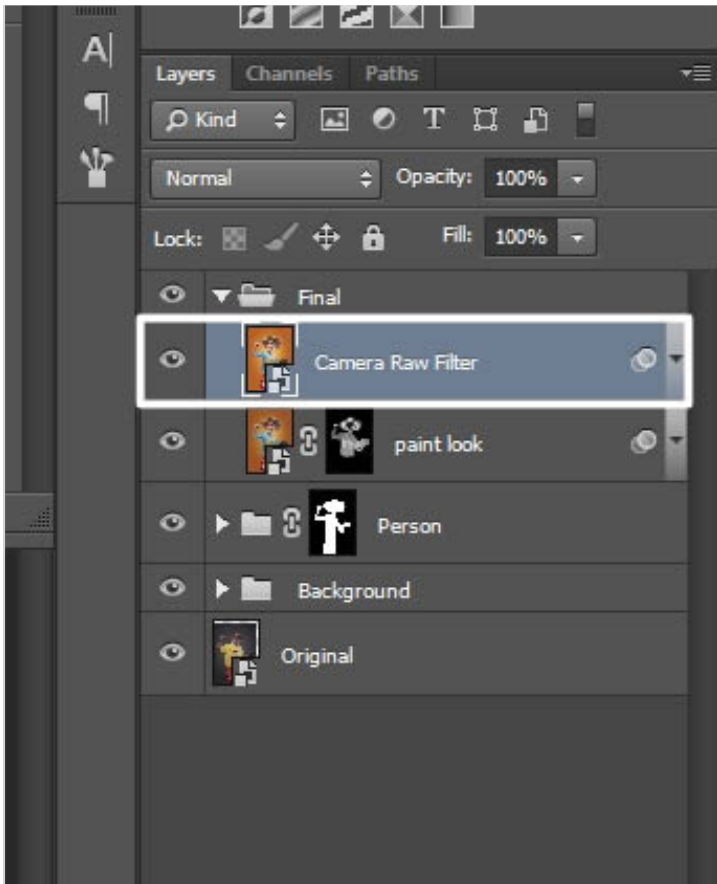 A|
Layers Channels Paths
Kind T
Normal Opacity: 100%
Lock: Fill: 100%
Final
Camera Raw Filter
paint look
Person
Background
Original